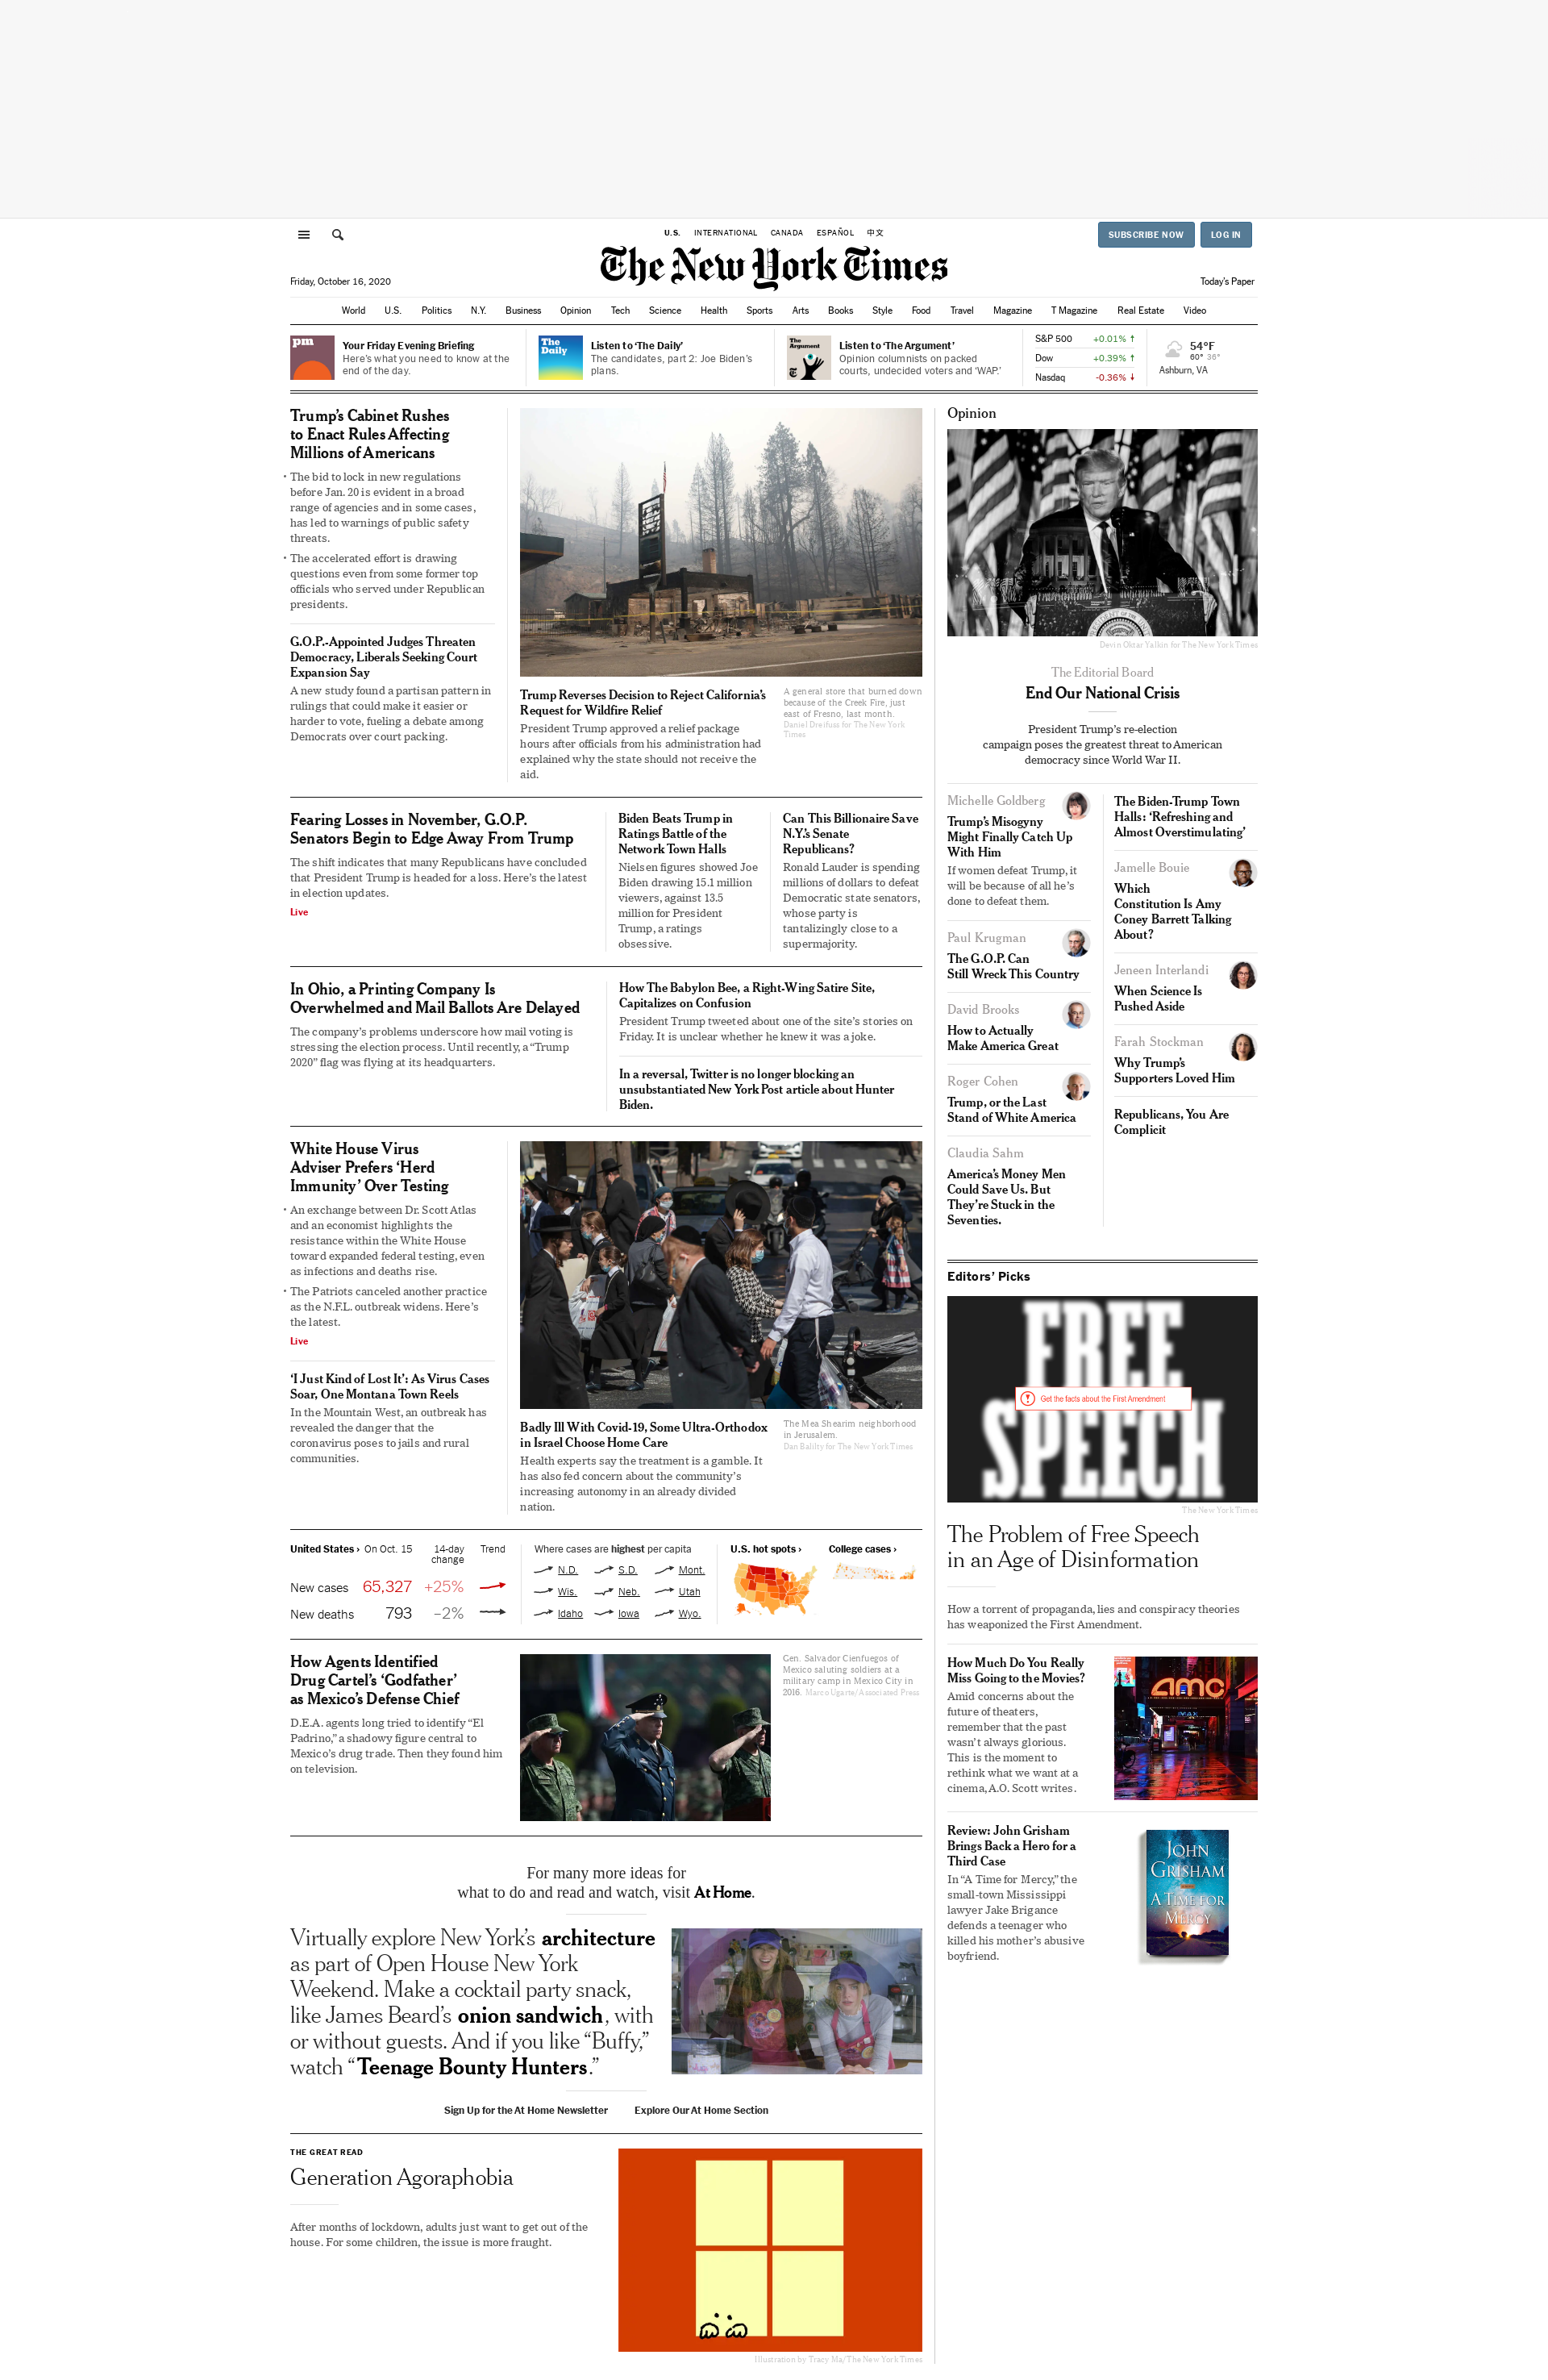 U.S. INTERNATIONAL CANADA ESPAÑOL 中文
SUBSCRIBE NOW LOG IN
The New York Times
Friday, October 16, 2020
Today's Paper
World U.S. Politics N.Y. Business Opinion Tech Science Health Sports Arts Books Style Food Travel Magazine T Magazine Real Estate Video
pm
Your Friday Evening Briefing
Here's what you need to know at the
end of the day.
The
Daily
Listen to 'The Daily'
The candidates, part 2: Joe Biden's
plans.
The
Argument
Listen to 'The Argument'
Opinion columnists on packed
courts, undecided voters and 'WAP.'
S&P 500 +0.01% ↑
Dow +0.39% ↑
Nasdaq -0.36% ↓
54°F
60° 36°
Ashburn, VA
Trump's Cabinet Rushes
to Enact Rules Affecting
Millions of Americans
• The bid to lock in new regulations
before Jan. 20 is evident in a broad
range of agencies and in some cases,
has led to warnings of public safety
threats.
• The accelerated effort is drawing
questions even from some former top
officials who served under Republican
presidents.
G.O.P.-Appointed Judges Threaten
Democracy, Liberals Seeking Court
Expansion Say
A new study found a partisan pattern in
rulings that could make it easier or
harder to vote, fueling a debate among
Democrats over court packing.
Trump Reverses Decision to Reject California's
Request for Wildfire Relief
President Trump approved a relief package
hours after officials from his administration had
explained why the state should not receive the
aid.
A general store that burned down
because of the Creek Fire, just
east of Fresno, last month.
Daniel Dreifuss for The New York
Times
Fearing Losses in November, G.O.P.
Senators Begin to Edge Away From Trump
The shift indicates that many Republicans have concluded
that President Trump is headed for a loss. Here's the latest
in election updates.
Live
Biden Beats Trump in
Ratings Battle of the
Network Town Halls
Nielsen figures showed Joe
Biden drawing 15.1 million
viewers, against 13.5
million for President
Trump, a ratings
obsessive.
Can This Billionaire Save
N.Y.'s Senate
Republicans?
Ronald Lauder is spending
millions of dollars to defeat
Democratic state senators,
whose party is
tantalizingly close to a
supermajority.
In Ohio, a Printing Company Is
Overwhelmed and Mail Ballots Are Delayed
The company's problems underscore how mail voting is
stressing the election process. Until recently, a "Trump
2020" flag was flying at its headquarters.
How The Babylon Bee, a Right-Wing Satire Site,
Capitalizes on Confusion
President Trump tweeted about one of the site's stories on
Friday. It is unclear whether he knew it was a joke.
In a reversal, Twitter is no longer blocking an
unsubstantiated New York Post article about Hunter
Biden.
White House Virus
Adviser Prefers 'Herd
Immunity' Over Testing
• An exchange between Dr. Scott Atlas
and an economist highlights the
resistance within the White House
toward expanded federal testing, even
as infections and deaths rise.
• The Patriots canceled another practice
as the N.F.L. outbreak widens. Here's
the latest.
Live
'I Just Kind of Lost It': As Virus Cases
Soar, One Montana Town Reels
In the Mountain West, an outbreak has
revealed the danger that the
coronavirus poses to jails and rural
communities.
Badly Ill With Covid-19, Some Ultra-Orthodox
in Israel Choose Home Care
Health experts say the treatment is a gamble. It
has also fed concern about the community's
increasing autonomy in an already divided
nation.
The Mea Shearim neighborhood
in Jerusalem.
Dan Balilty for The New York Times
United States › On Oct. 15 14-day change Trend
New cases 65,327 +25%
New deaths 793 –2%
Where cases are highest per capita
N.D. S.D. Mont.
Wis. Neb. Utah
Idaho Iowa Wyo.
U.S. hot spots ›
College cases ›
How Agents Identified
Drug Cartel's 'Godfather'
as Mexico's Defense Chief
D.E.A. agents long tried to identify "El
Padrino," a shadowy figure central to
Mexico's drug trade. Then they found him
on television.
Gen. Salvador Cienfuegos of
Mexico saluting soldiers at a
military camp in Mexico City in
2016. Marco Ugarte/Associated Press
For many more ideas for
what to do and read and watch, visit At Home.
Virtually explore New York's architecture
as part of Open House New York
Weekend. Make a cocktail party snack,
like James Beard's onion sandwich, with
or without guests. And if you like "Buffy,"
watch "Teenage Bounty Hunters."
Sign Up for the At Home Newsletter Explore Our At Home Section
THE GREAT READ
Generation Agoraphobia
After months of lockdown, adults just want to get out of the
house. For some children, the issue is more fraught.
Illustration by Tracy Ma/The New York Times
Opinion
Devin Oktar Yalkin for The New York Times
The Editorial Board
End Our National Crisis
President Trump's re-election
campaign poses the greatest threat to American
democracy since World War II.
Michelle Goldberg
Trump's Misogyny
Might Finally Catch Up
With Him
If women defeat Trump, it
will be because of all he's
done to defeat them.
Paul Krugman
The G.O.P. Can
Still Wreck This Country
David Brooks
How to Actually
Make America Great
Roger Cohen
Trump, or the Last
Stand of White America
Claudia Sahm
America's Money Men
Could Save Us. But
They're Stuck in the
Seventies.
The Biden-Trump Town
Halls: 'Refreshing and
Almost Overstimulating'
Jamelle Bouie
Which
Constitution Is Amy
Coney Barrett Talking
About?
Jeneen Interlandi
When Science Is
Pushed Aside
Farah Stockman
Why Trump's
Supporters Loved Him
Republicans, You Are
Complicit
Editors' Picks
FREE
Get the facts about the First Amendment
SPEECH
The New York Times
The Problem of Free Speech
in an Age of Disinformation
How a torrent of propaganda, lies and conspiracy theories
has weaponized the First Amendment.
How Much Do You Really
Miss Going to the Movies?
Amid concerns about the
future of theaters,
remember that the past
wasn't always glorious.
This is the moment to
rethink what we want at a
cinema, A.O. Scott writes.
amc
IMAX
Review: John Grisham
Brings Back a Hero for a
Third Case
In "A Time for Mercy," the
small-town Mississippi
lawyer Jake Brigance
defends a teenager who
killed his mother's abusive
boyfriend.
JOHN
GRISHAM
A TIME FOR
MERCY